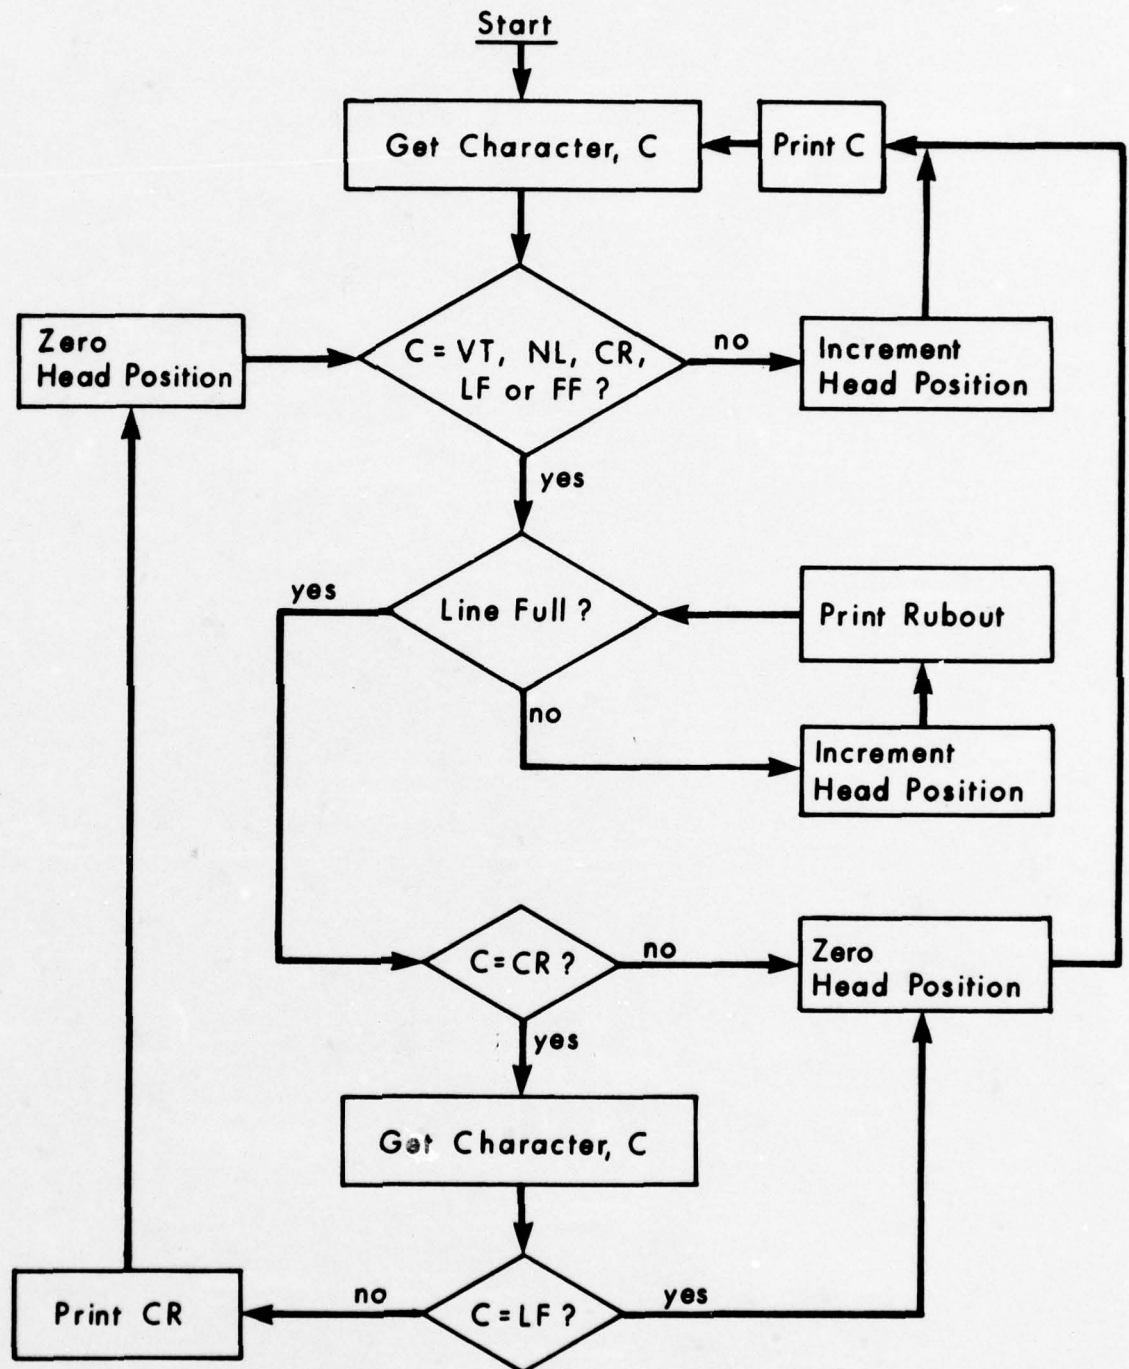 Start
Get Character, C
Print C
Zero
Head Position
C = VT, NL, CR,
LF or FF ?
no
Increment
Head Position
yes
yes
Line Full ?
Print Rubout
no
Increment
Head Position
C = CR ?
no
Zero
Head Position
yes
Get Character, C
Print CR
no
C = LF ?
yes